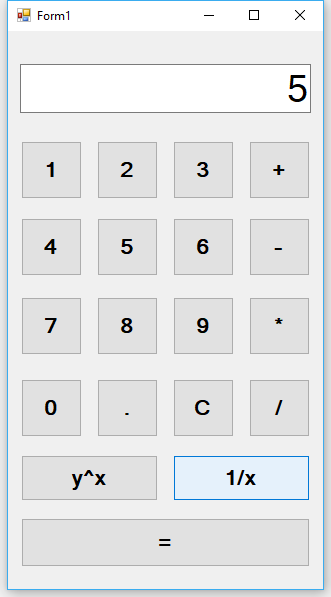 Form1
5
1 2 3 +
4 5 6 -
7 8 9 *
0 . C /
y^x 1/x
=